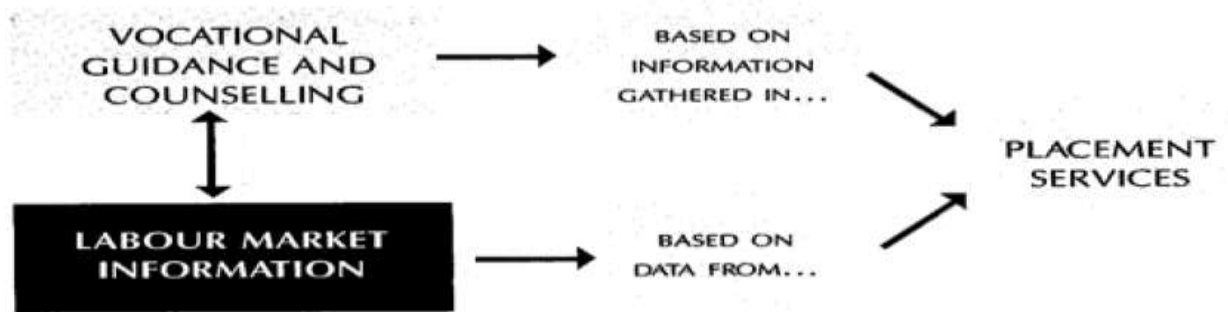 VOCATIONAL
GUIDANCE AND
COUNSELLING
BASED ON
INFORMATION
GATHERED IN...
PLACEMENT
SERVICES
LABOUR MARKET
INFORMATION
BASED ON
DATA FROM...